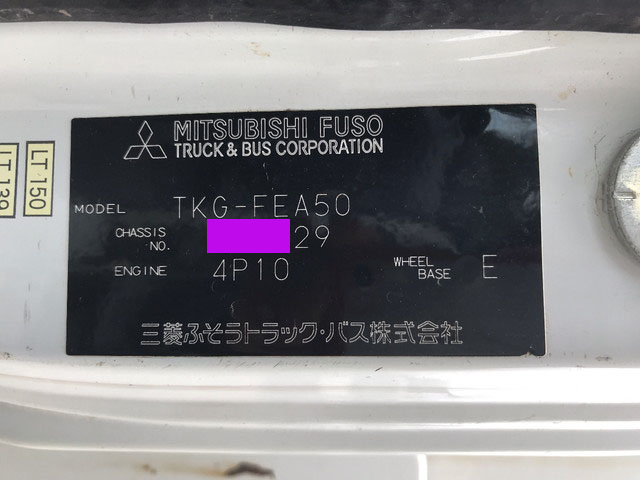 MITSUBISHI FUSO
TRUCK & BUS CORPORATION
MODEL TKG-FEA50
CHASSIS NO. 29
ENGINE 4P10 WHEEL BASE E
三菱ふそうトラック・バス株式会社
LT 150
LT 139